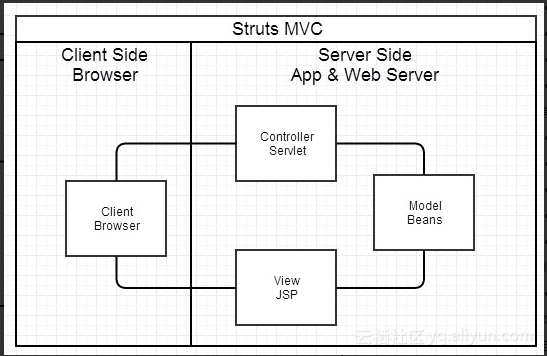 Struts MVC
Client Side
Browser
Server Side
App & Web Server
Controller
Servlet
Client
Browser
Model
Beans
View
JSP
云栖社区 yq.aliyun.com